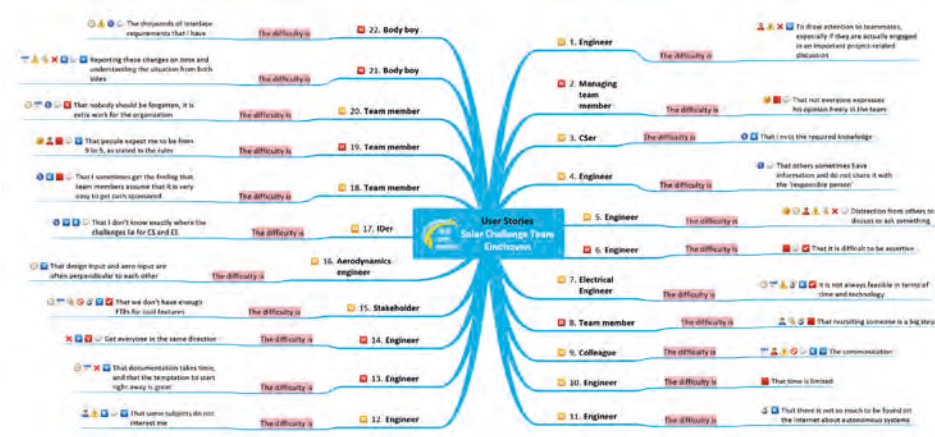 User Stories
Solar Challenge Team
Eindhoven
1. Engineer
The difficulty is
To draw attention to teammates,
especially if they are actually engaged
in an important project-related
discussion
2. Managing
team
member
The difficulty is
That not everyone expresses
his opinion freely in the team
3. CSer
The difficulty is
That I miss the required knowledge
4. Engineer
The difficulty is
That others sometimes have
information and do not share it with
the 'responsible person'
5. Engineer
The difficulty is
Distraction from others to
discuss or ask something
6. Engineer
The difficulty is
That it is difficult to be assertive
7. Electrical
Engineer
The difficulty is
It is not always feasible in terms of
time and technology
8. Team member
The difficulty is
That recruiting someone is a big step
9. Colleague
The difficulty is
The communication
10. Engineer
The difficulty is
That time is limited
11. Engineer
The difficulty is
That there is not so much to be found on
the internet about autonomous systems
12. Engineer
The difficulty is
That some subjects do not
interest me
13. Engineer
The difficulty is
That documentation takes time,
and that the temptation to start
right away is great
14. Engineer
The difficulty is
Get everyone in the same direction
15. Stakeholder
The difficulty is
That we don't have enough
FTEs for cool features
16. Aerodynamics
engineer
The difficulty is
That design input and aero input are
often perpendicular to each other
17. IDer
The difficulty is
That I don't know exactly where the
challenges lie for CS and EE
18. Team member
The difficulty is
That I sometimes get the feeling that
team members assume that it is very
easy to get
sponsored
19. Team member
The difficulty is
That people expect me to be from
9 to 5, as stated in the rules
20. Team member
The difficulty is
That nobody should be forgotten, it is
extra work for the organization
21. Body boy
The difficulty is
Reporting these changes on time and
understanding the situation from both
sides
22. Body boy
The difficulty is
The thousands of interface
requirements that I have